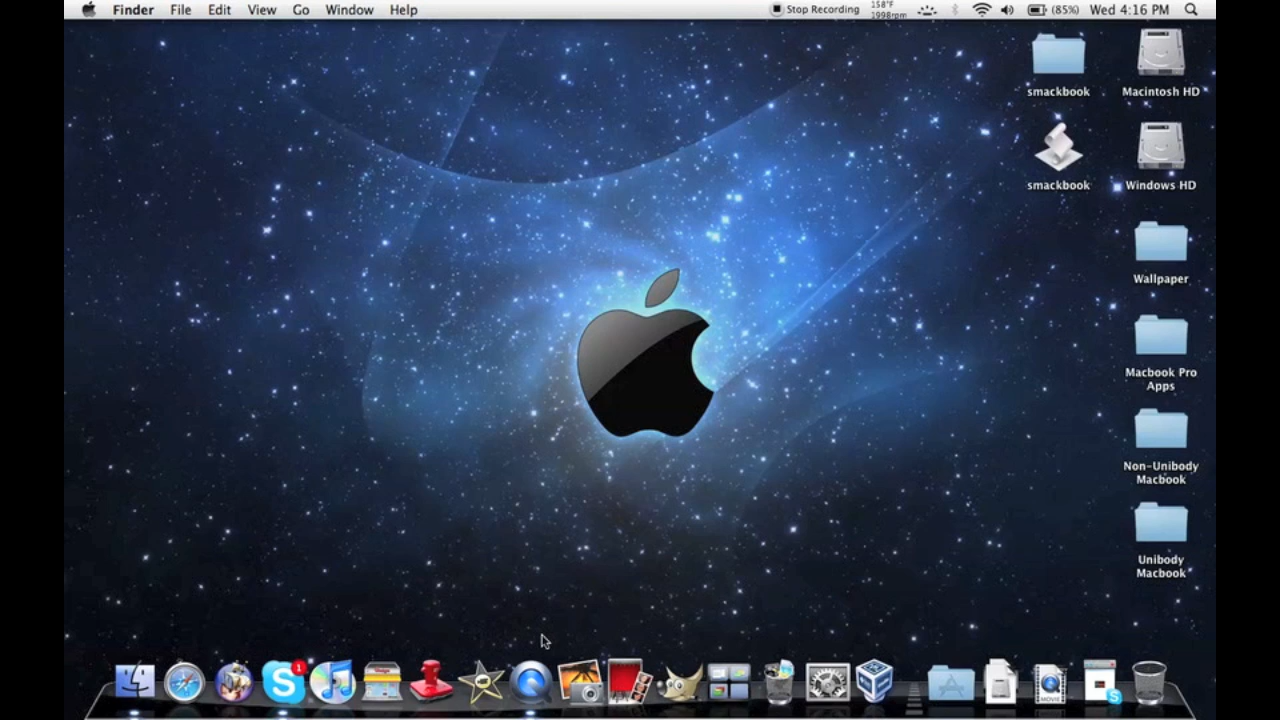 Finder File Edit View Go Window Help Stop Recording 158°F (85%) Wed 4:16 PM
1998rpm
smackbook Macintosh HD
smackbook Windows HD
Wallpaper
Macbook Pro
Apps
Non-Unibody
Macbook
Unibody
Macbook
S 1
MOVIE
S